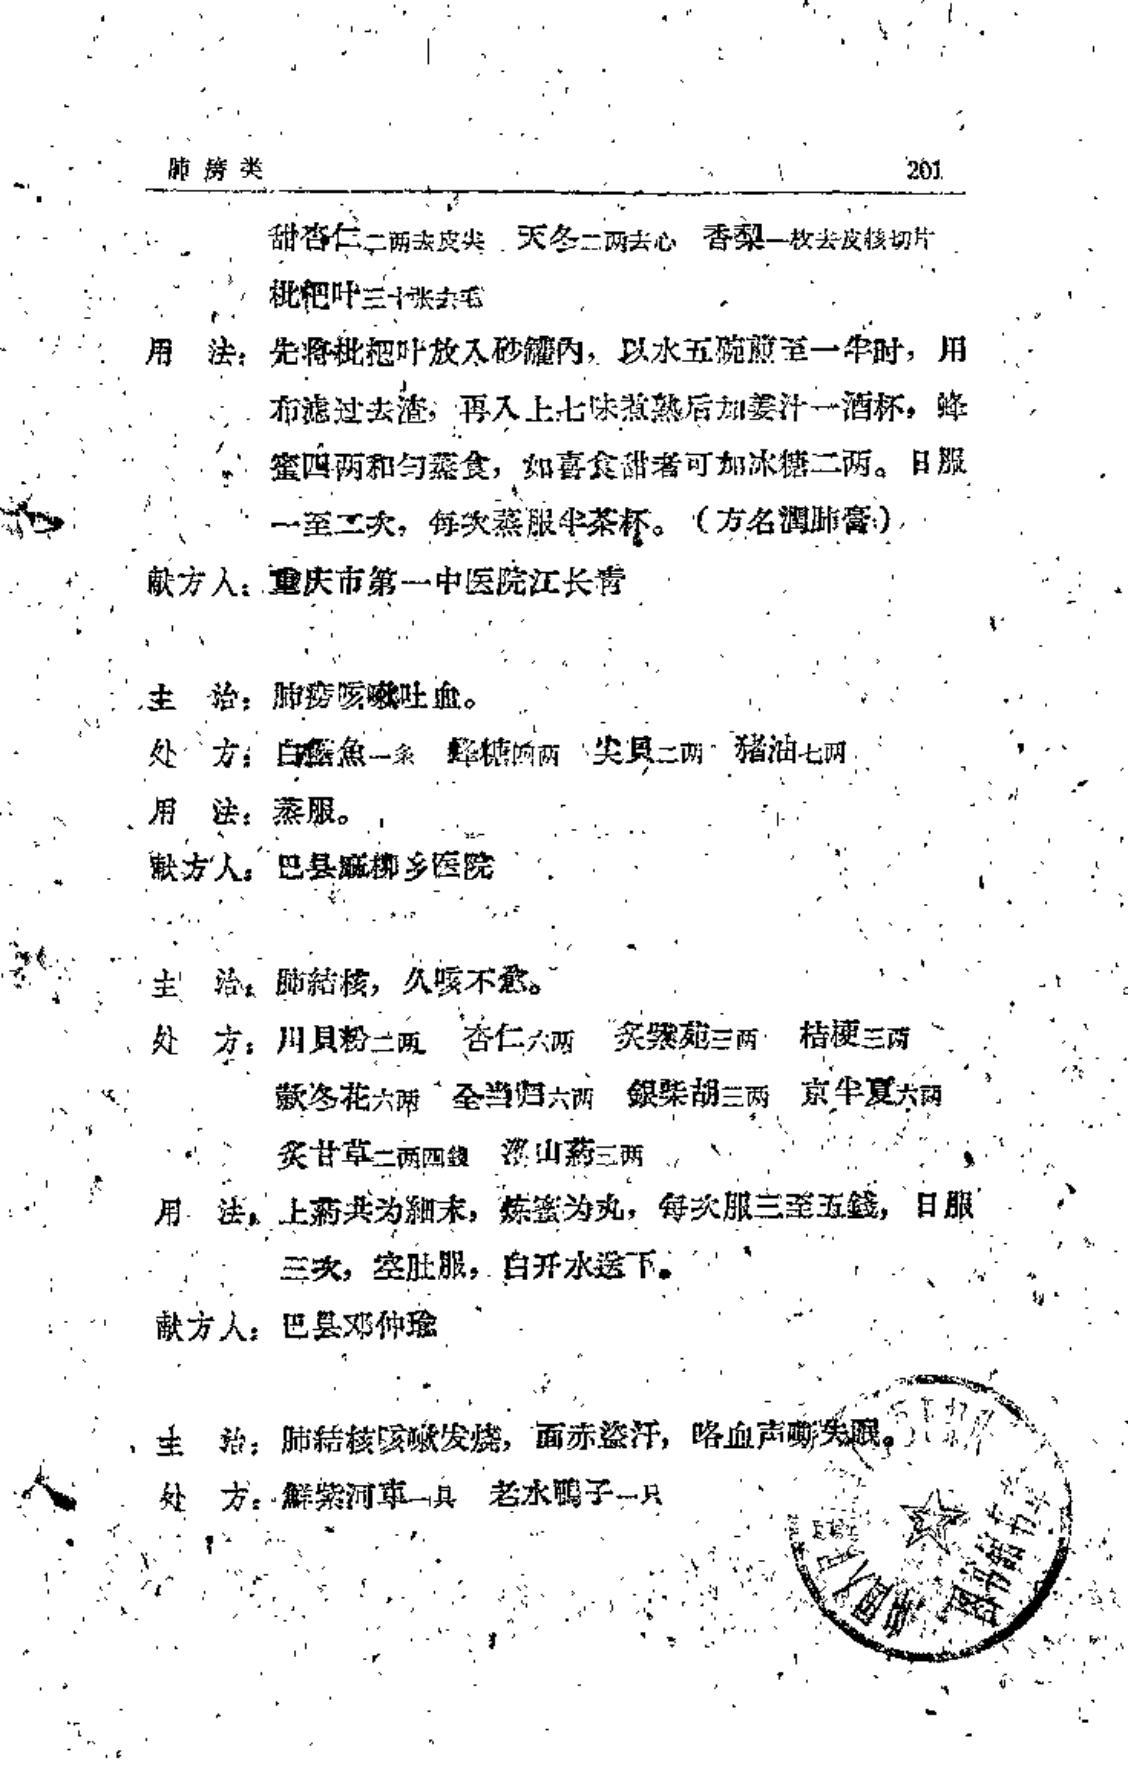 肺痨类 201
甜杏仁二两去皮尖 天冬二两去心 香梨一枚去皮核切片
枇杷叶三十张去毛
用 法：先将枇杷叶放入砂罐内，以水五碗煎至一半时，用
布滤过去渣，再入上七味煮熟后加姜汁一酒杯，蜂
蜜四两和匀蒸食，如喜食甜者可加冰糖二两。日服
一至二次，每次蒸服半茶杯。（方名潤肺膏）
献方人：重庆市第一中医院江长青
主 治：肺痨咳嗽吐血。
处 方：白魚一条 蜂糖四两 尖貝二两 猪油七两
用 法：蒸服。
献方人：巴县麻柳乡医院
主 治：肺結核，久咳不愈。
处 方：川貝粉二两 杏仁六两 炙紫菀三两 桔梗三两
款冬花六两 全当归六两 銀柴胡三两 京半夏六两
炙甘草二两四錢 淮山葯三两
用 法：上葯共为細末，炼蜜为丸，每次服三至五錢，日服
三次，空肚服，白开水送下。
献方人：巴县邓仲瑜
主 治：肺結核咳嗽发烧，面赤盗汗，咯血声嘶失眠。
处 方：鮮紫河車一具 老水鴨子一只